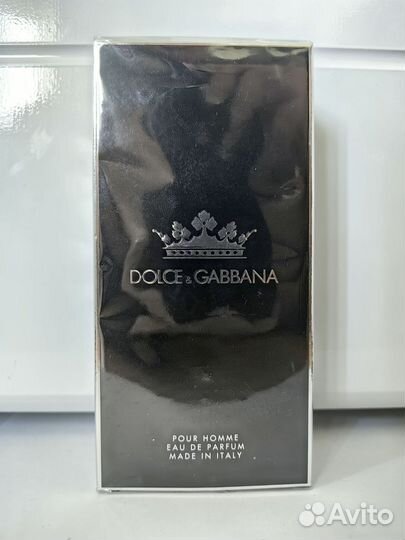 DOLCE & GABBANA
POUR HOMME
EAU DE PARFUM
MADE IN ITALY
Avito